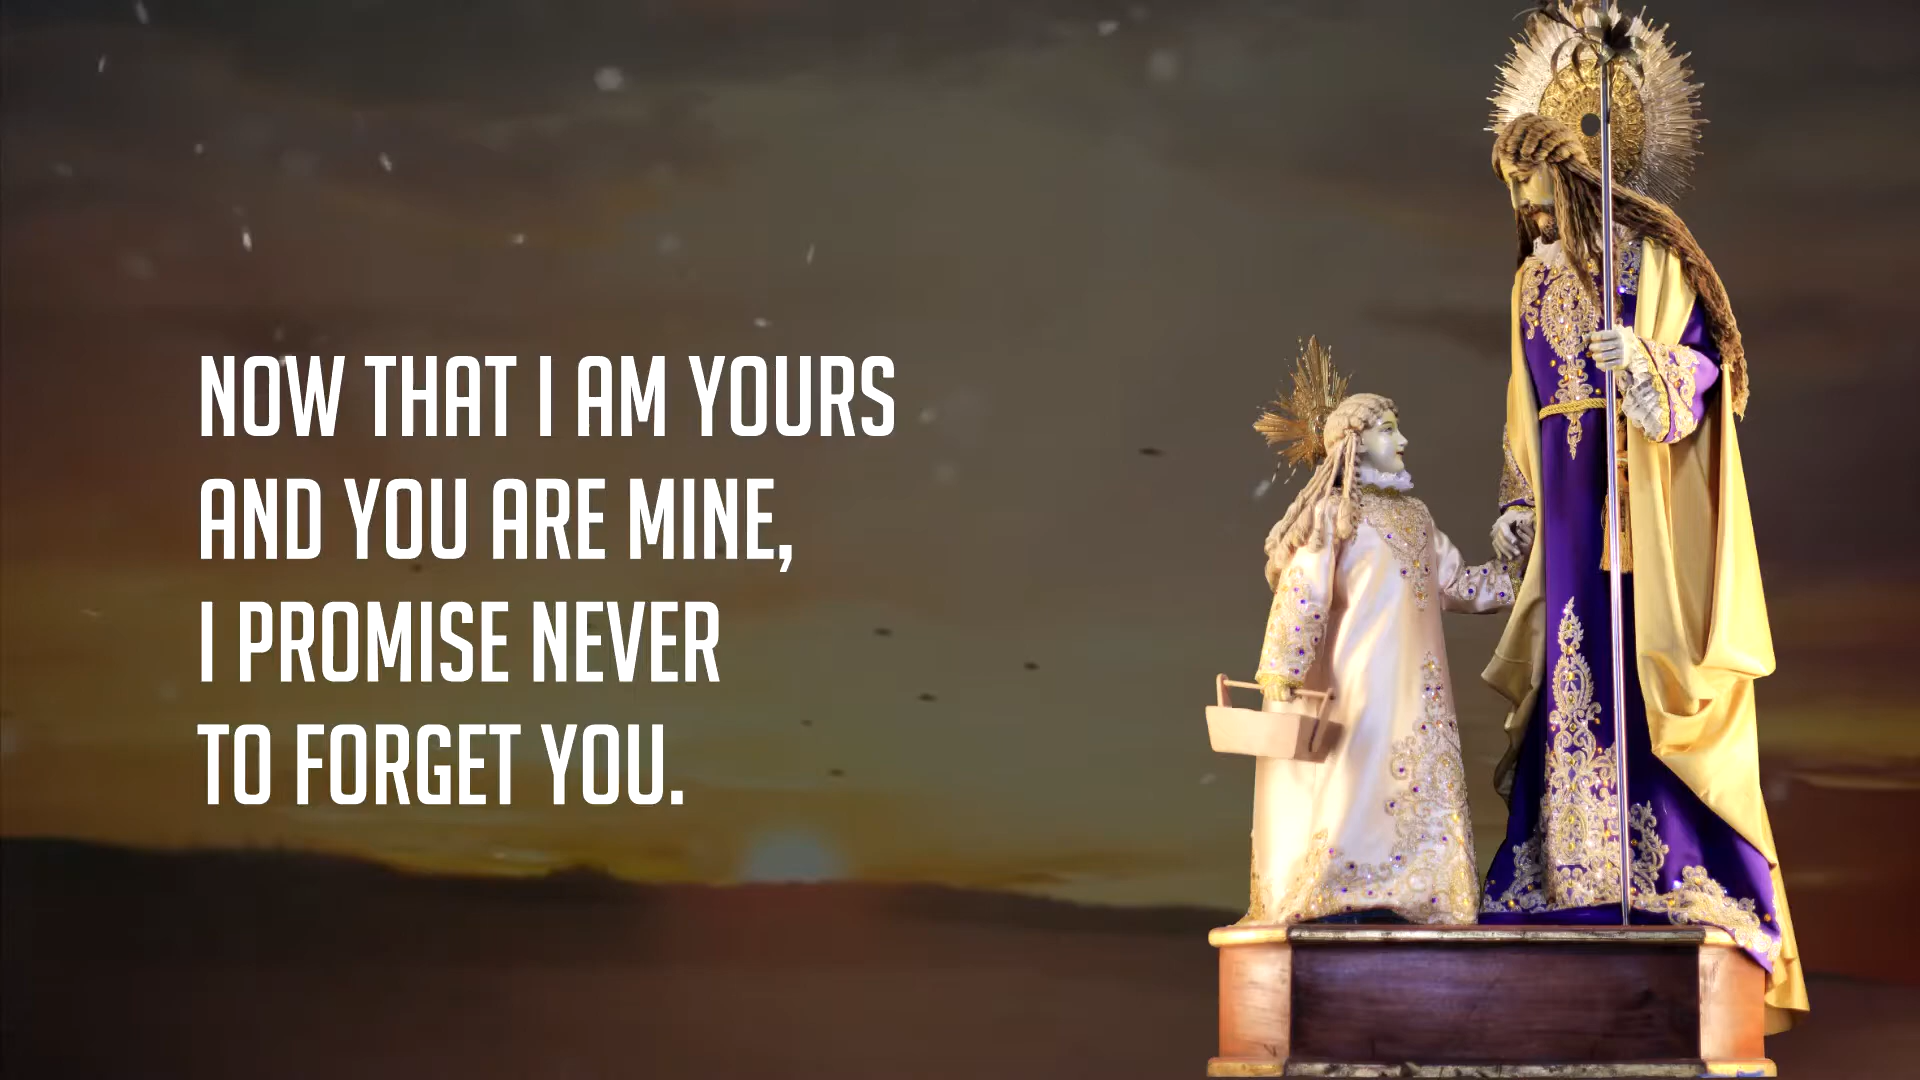 NOW THAT I AM YOURS
AND YOU ARE MINE,
I PROMISE NEVER
TO FORGET YOU.